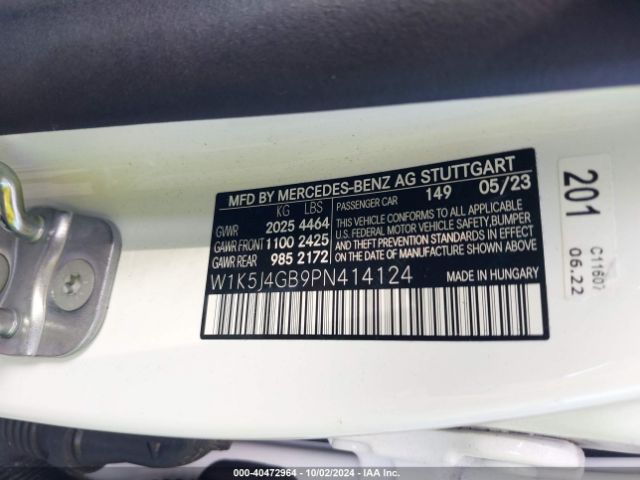 MFD BY MERCEDES-BENZ AG STUTTGART
KG LBS
GVWR 2025 4464
GAWR FRONT 1100 2425
GAWR REAR 985 2172
PASSENGER CAR 149 05/23
THIS VEHICLE CONFORMS TO ALL APPLICABLE
U.S. FEDERAL MOTOR VEHICLE SAFETY, BUMPER
AND THEFT PREVENTION STANDARDS IN EFFECT
ON THE DATE OF MANUFACTURE SHOWN ABOVE.
W1K5J4GB9PN414124 MADE IN HUNGARY
201
C11607
06.22
© 40472964 - 10/02/2024 - IAA Inc.